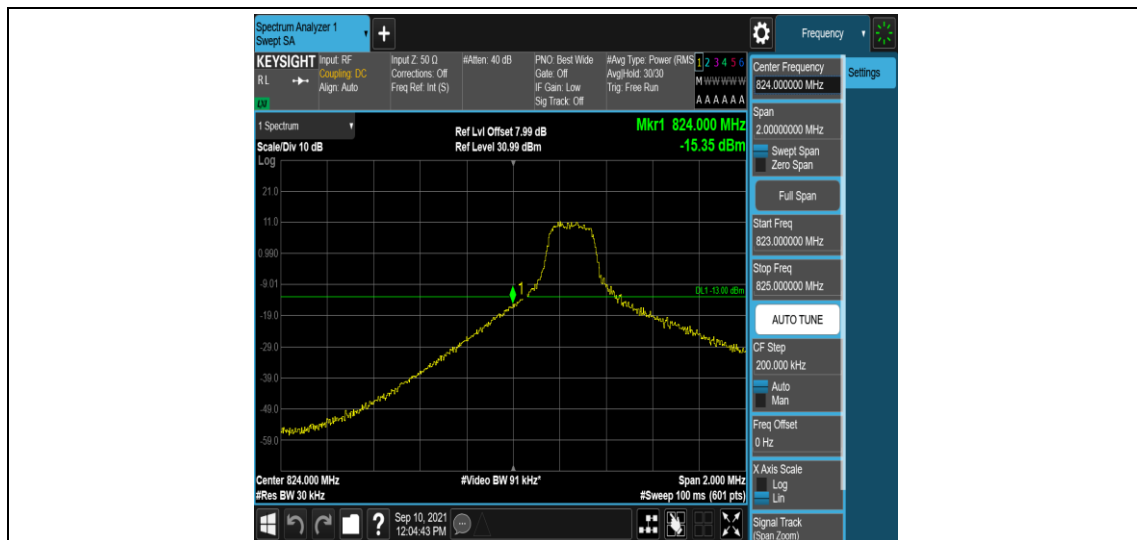 Spectrum Analyzer 1
Swept SA
Frequency
KEYSIGHT
R L
LXI
Input: RF
Coupling: DC
Align: Auto
Input Z: 50 Ω
Corrections: Off
Freq Ref: Int (S)
#Atten: 40 dB
PNO: Best Wide
Gate: Off
IF Gain: Low
Sig Track: Off
#Avg Type: Power (RMS
Avg|Hold: 30/30
Trig: Free Run
1 2 3 4 5 6
M W W W W W
A A A A A A
1 Spectrum
Scale/Div 10 dB
Ref Lvl Offset 7.99 dB
Ref Level 30.99 dBm
Mkr1 824.000 MHz
-15.35 dBm
Log
21.0
11.0
0.990
-9.01
-19.0
-29.0
-39.0
-49.0
-59.0
1
DL1 -13.00 dBm
Center 824.000 MHz
#Res BW 30 kHz
#Video BW 91 kHz*
Span 2.000 MHz
#Sweep 100 ms (601 pts)
?
Sep 10, 2021
12:04:43 PM
Center Frequency
824.000000 MHz
Settings
Span
2.00000000 MHz
Swept Span
Zero Span
Full Span
Start Freq
823.000000 MHz
Stop Freq
825.000000 MHz
AUTO TUNE
CF Step
200.000 kHz
Auto
Man
Freq Offset
0 Hz
X Axis Scale
Log
Lin
Signal Track
(Span Zoom)